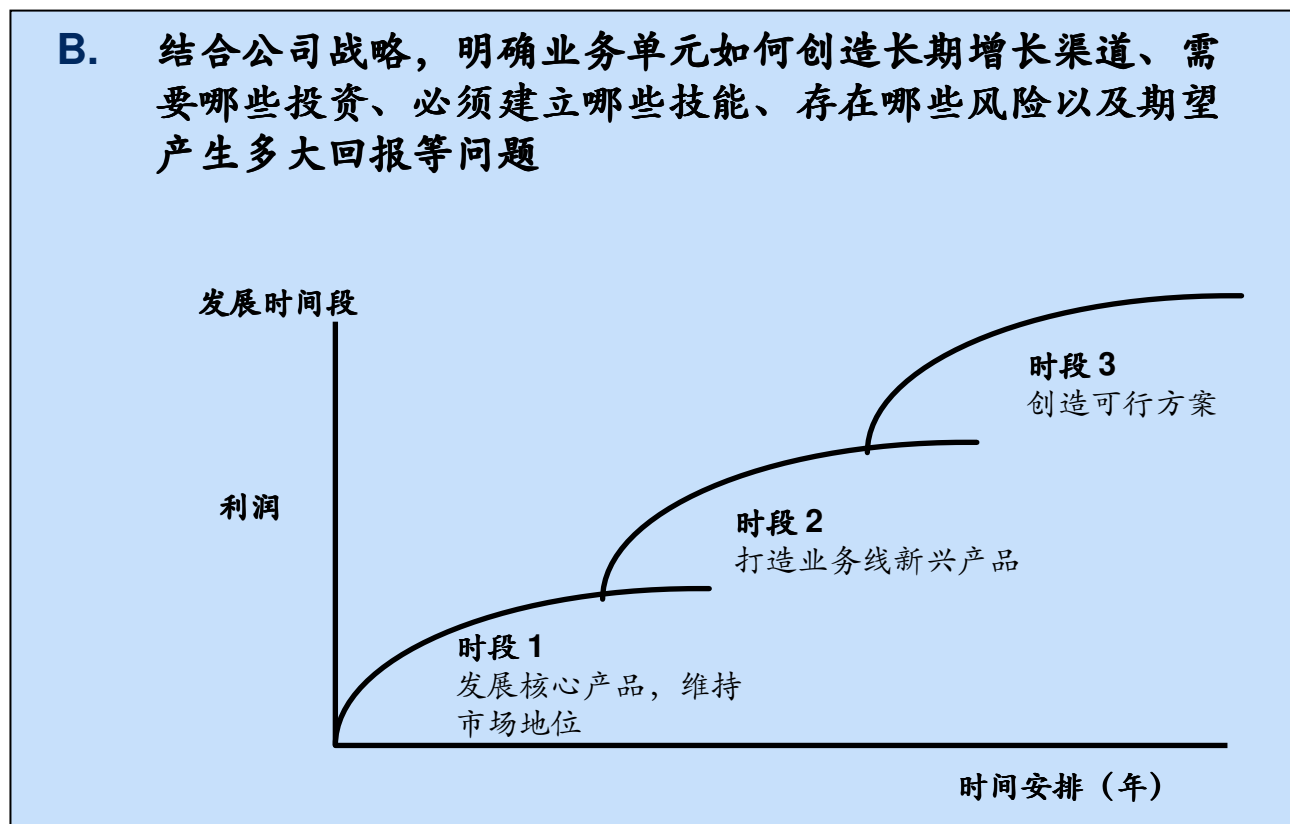 B. 结合公司战略，明确业务单元如何创造长期增长渠道、需
要哪些投资、必须建立哪些技能、存在哪些风险以及期望
产生多大回报等问题
发展时间段
时段 3
创造可行方案
利润
时段 2
打造业务线新兴产品
时段 1
发展核心产品，维持
市场地位
时间安排（年）